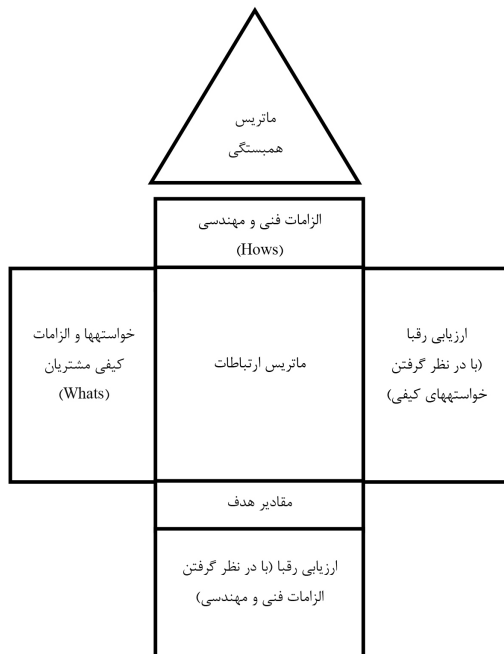 ماتریس
همبستگی
الزامات فنی و مهندسی
(Hows)
خواستهها و الزامات
کیفی مشتریان
(Whats)
ماتریس ارتباطات
ارزیابی رقبا
(با در نظر گرفتن
خواستههای کیفی)
مقادیر هدف
ارزیابی رقبا (با در نظر گرفتن
الزامات فنی و مهندسی)